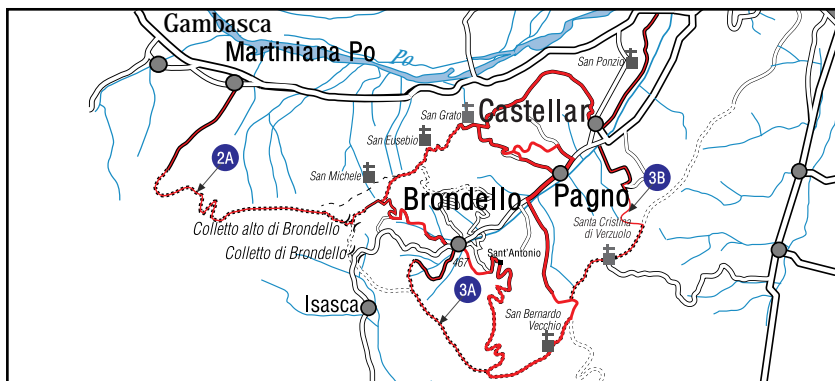 Gambasca
Martiniana Po
Po
San Ponzio
San Grato
Castellar
San Eusebio
2A
San Michele
3B
Brondello
Pagno
Colletto alto di Brondello
Santa Cristina
di Verzuolo
Colletto di Brondello
Sant'Antonio
467
3A
Isasca
San Bernardo
Vecchio